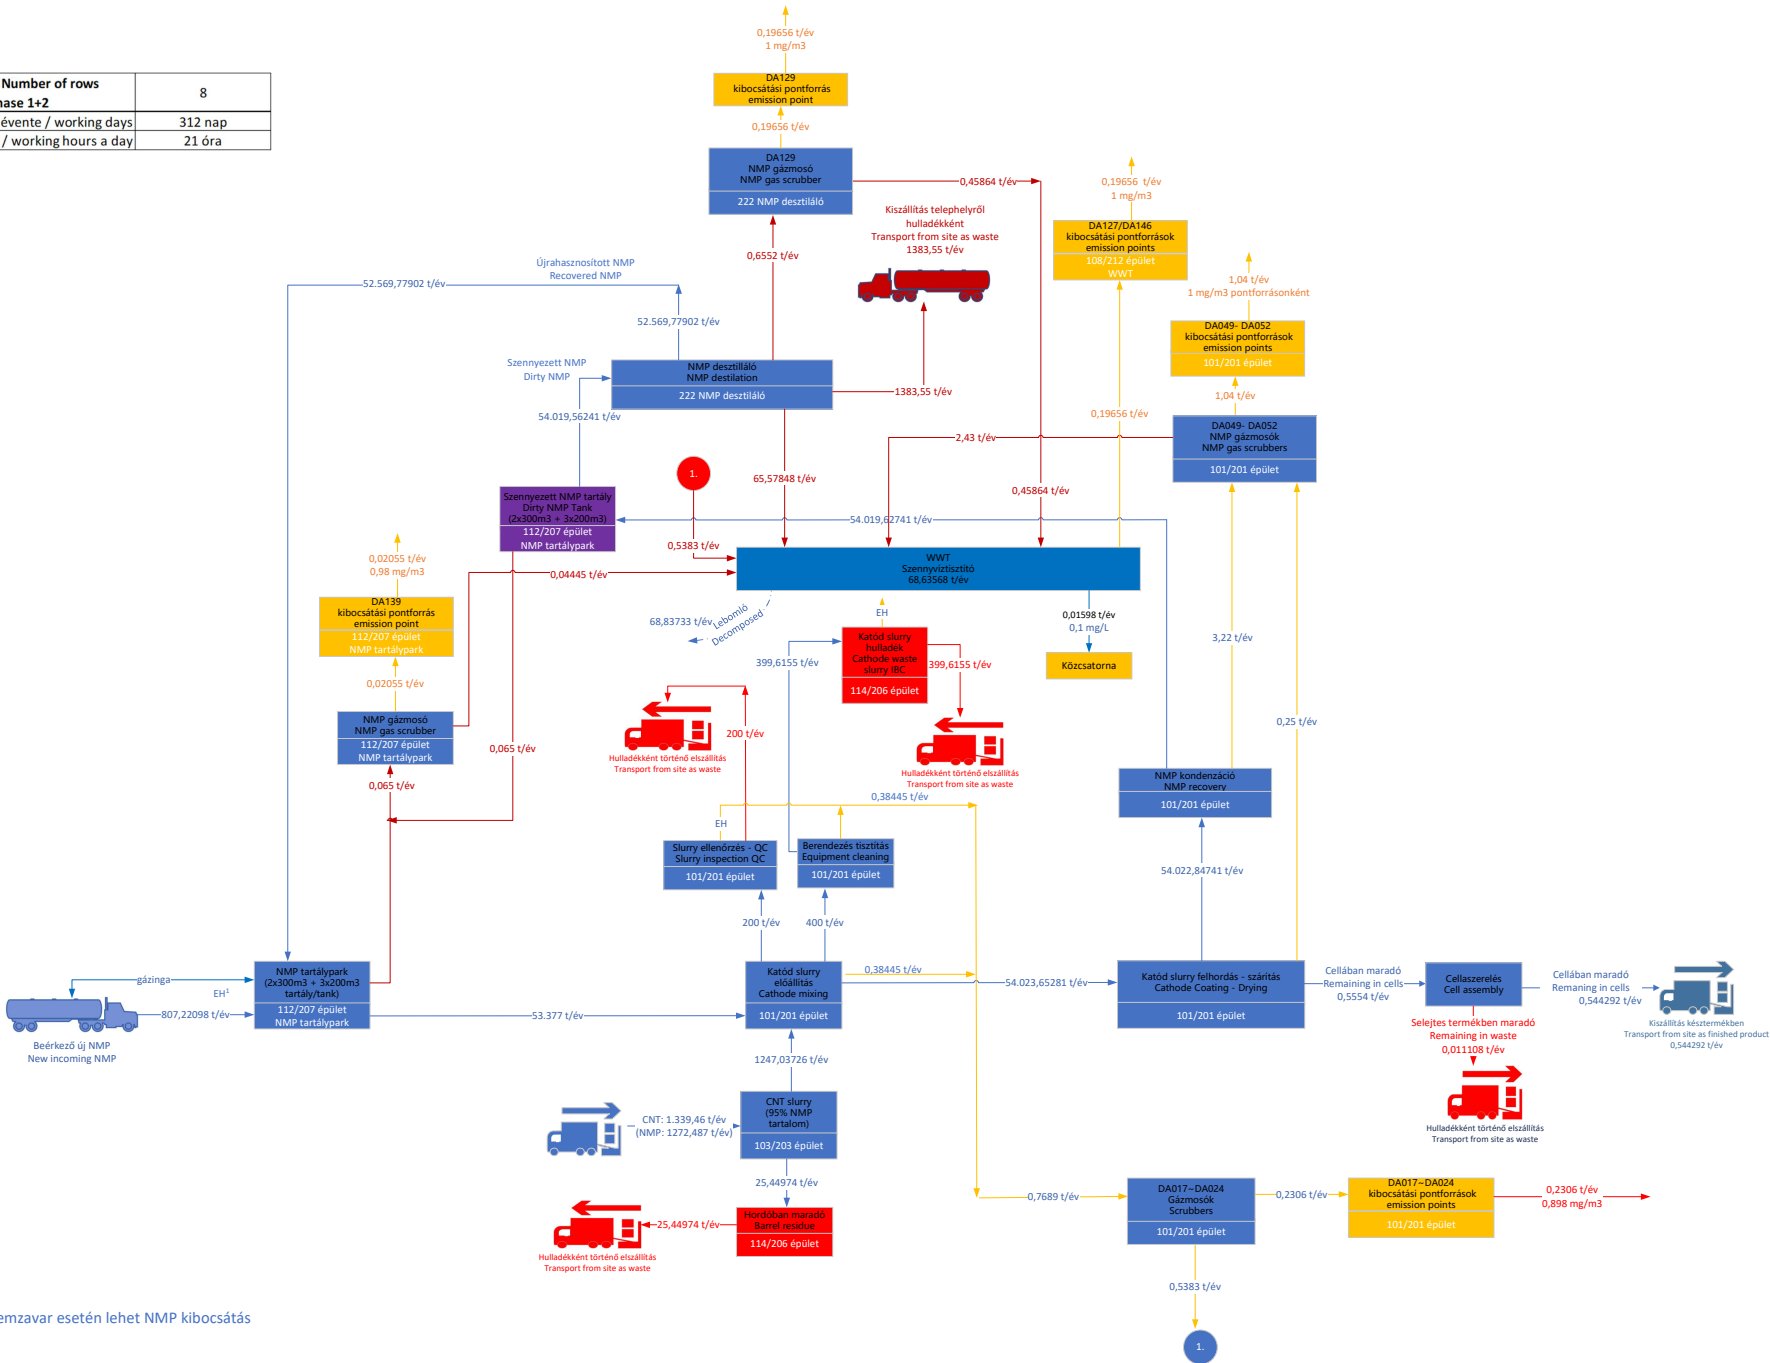 0,19656 t/év
1 mg/m3
DA129
kibocsátási pontforrás
emission point
0,19656 t/év
Number of rows
hase 1+2
8
évente / working days
312 nap
/ working hours a day
21 óra
DA129
NMP gázmosó
NMP gas scrubber
222 NMP desztiláló
0,45864 t/év
0,6552 t/év
Kiszállítás telephelyről
hulladékként
Transport from site as waste
1383,55 t/év
0,19656 t/év
1 mg/m3
DA127/DA146
kibocsátási pontforrások
emission points
108/212 épület
WWT
Újrahasznosított NMP
Recovered NMP
52.569,77902 t/év
52.569,77902 t/év
1,04 t/év
1 mg/m3 pontforrásonként
DA049- DA052
kibocsátási pontforrások
emission points
101/201 épület
Szennyezett NMP
Dirty NMP
NMP desztilláló
NMP destilation
222 NMP desztiláló
1383,55 t/év
1,04 t/év
54.019,56241 t/év
0,19656 t/év
DA049- DA052
NMP gázmosók
NMP gas scrubbers
101/201 épület
2,43 t/év
1.
65,57848 t/év
0,45864 t/év
Szennyezett NMP tartály
Dirty NMP Tank
(2x300m3 + 3x200m3)
112/207 épület
NMP tartálypark
54.019,62741 t/év
0,5383 t/év
0,02055 t/év
0,98 mg/m3
0,04445 t/év
WWT
Szennyvíztisztító
68,63568 t/év
DA139
kibocsátási pontforrás
emission point
112/207 épület
NMP tartálypark
68,83733 t/év
Lebomló
Decomposed
EH
0,01598 t/év
0,1 mg/L
Közcsatorna
Katód slurry
hulladék
Cathode waste
slurry IBC
114/206 épület
399,6155 t/év
399,6155 t/év
3,22 t/év
0,02055 t/év
0,25 t/év
NMP gázmosó
NMP gas scrubber
112/207 épület
NMP tartálypark
0,065 t/év
200 t/év
Hulladékként történő elszállítás
Transport from site as waste
Hulladékként történő elszállítás
Transport from site as waste
0,065 t/év
NMP kondenzáció
NMP recovery
101/201 épület
0,38445 t/év
EH
Slurry ellenőrzés - QC
Slurry inspection QC
101/201 épület
Berendezés tisztítás
Equipment cleaning
101/201 épület
54.022,84741 t/év
200 t/év
400 t/év
gázinga
EH1
807,22098 t/év
Beérkező új NMP
New incoming NMP
NMP tartálypark
(2x300m3 + 3x200m3
tartály/tank)
112/207 épület
NMP tartálypark
53.377 t/év
Katód slurry
előállítás
Cathode mixing
101/201 épület
0,38445 t/év
54.023,65281 t/év
Katód slurry felhordás - szárítás
Cathode Coating - Drying
101/201 épület
Cellában maradó
Remaining in cells
0,5554 t/év
Cellaszerelés
Cell assembly
Cellában maradó
Remaning in cells
0,544292 t/év
Kiszállítás késztermékben
Transport from site as finished product
0,544292 t/év
Selejtes termékben maradó
Remaining in waste
0,011108 t/év
Hulladékként történő elszállítás
Transport from site as waste
1247,03726 t/év
CNT: 1.339,46 t/év
(NMP: 1272,487 t/év)
CNT slurry
(95% NMP
tartalom)
103/203 épület
25,44974 t/év
Hordóban maradó
Barrel residue
114/206 épület
25,44974 t/év
Hulladékként történő elszállítás
Transport from site as waste
0,7689 t/év
DA017~DA024
Gázmosók
Scrubbers
101/201 épület
0,2306 t/év
DA017~DA024
kibocsátási pontforrások
emission points
101/201 épület
0,2306 t/év
0,898 mg/m3
0,5383 t/év
1.
emzavar esetén lehet NMP kibocsátás